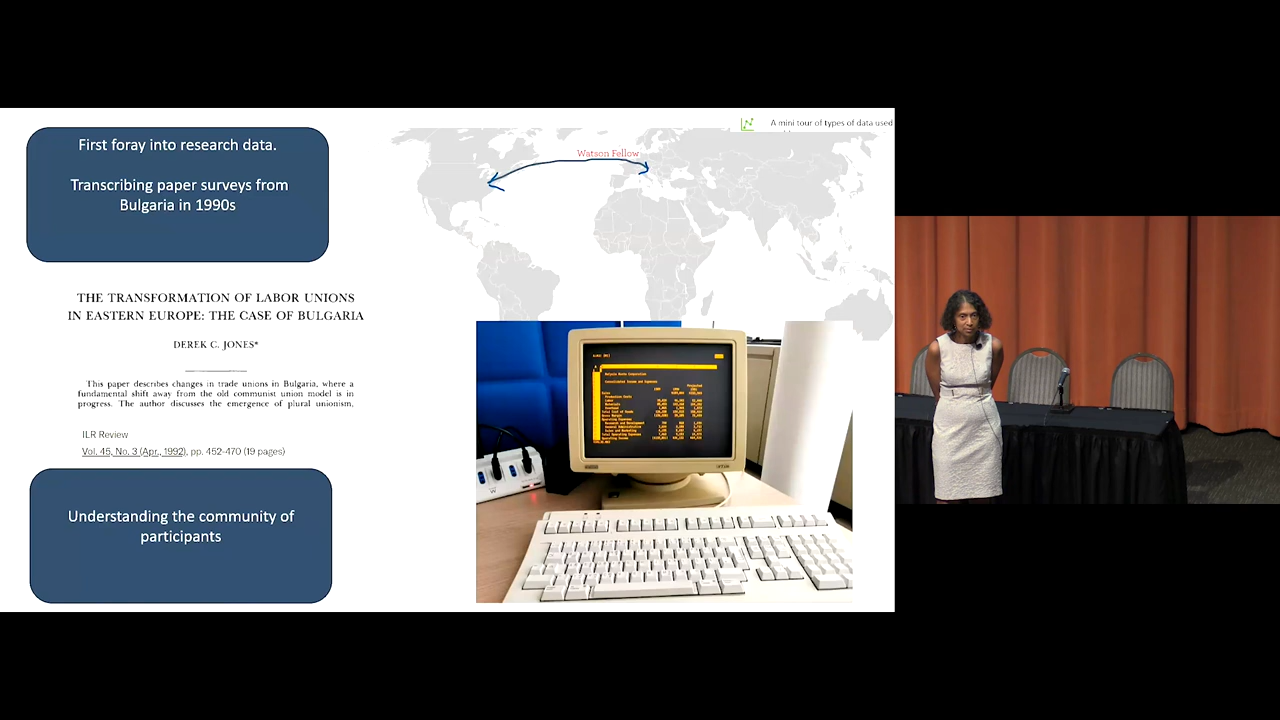 First foray into research data.
Transcribing paper surveys from
Bulgaria in 1990s
A mini tour of types of data used
Watson Fellow
THE TRANSFORMATION OF LABOR UNIONS
IN EASTERN EUROPE: THE CASE OF BULGARIA
DEREK C. JONES*
This paper describes changes in trade unions in Bulgaria, where a
fundamental shift away from the old communist union model is in
progress. The author discusses the emergence of plural unionism,
ILR Review
Vol. 45, No. 3 (Apr., 1992), pp. 452-470 (19 pages)
Understanding the community of
participants